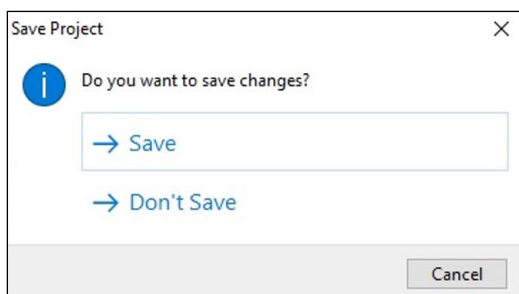 Save Project
Do you want to save changes?
→ Save
→ Don't Save
Cancel